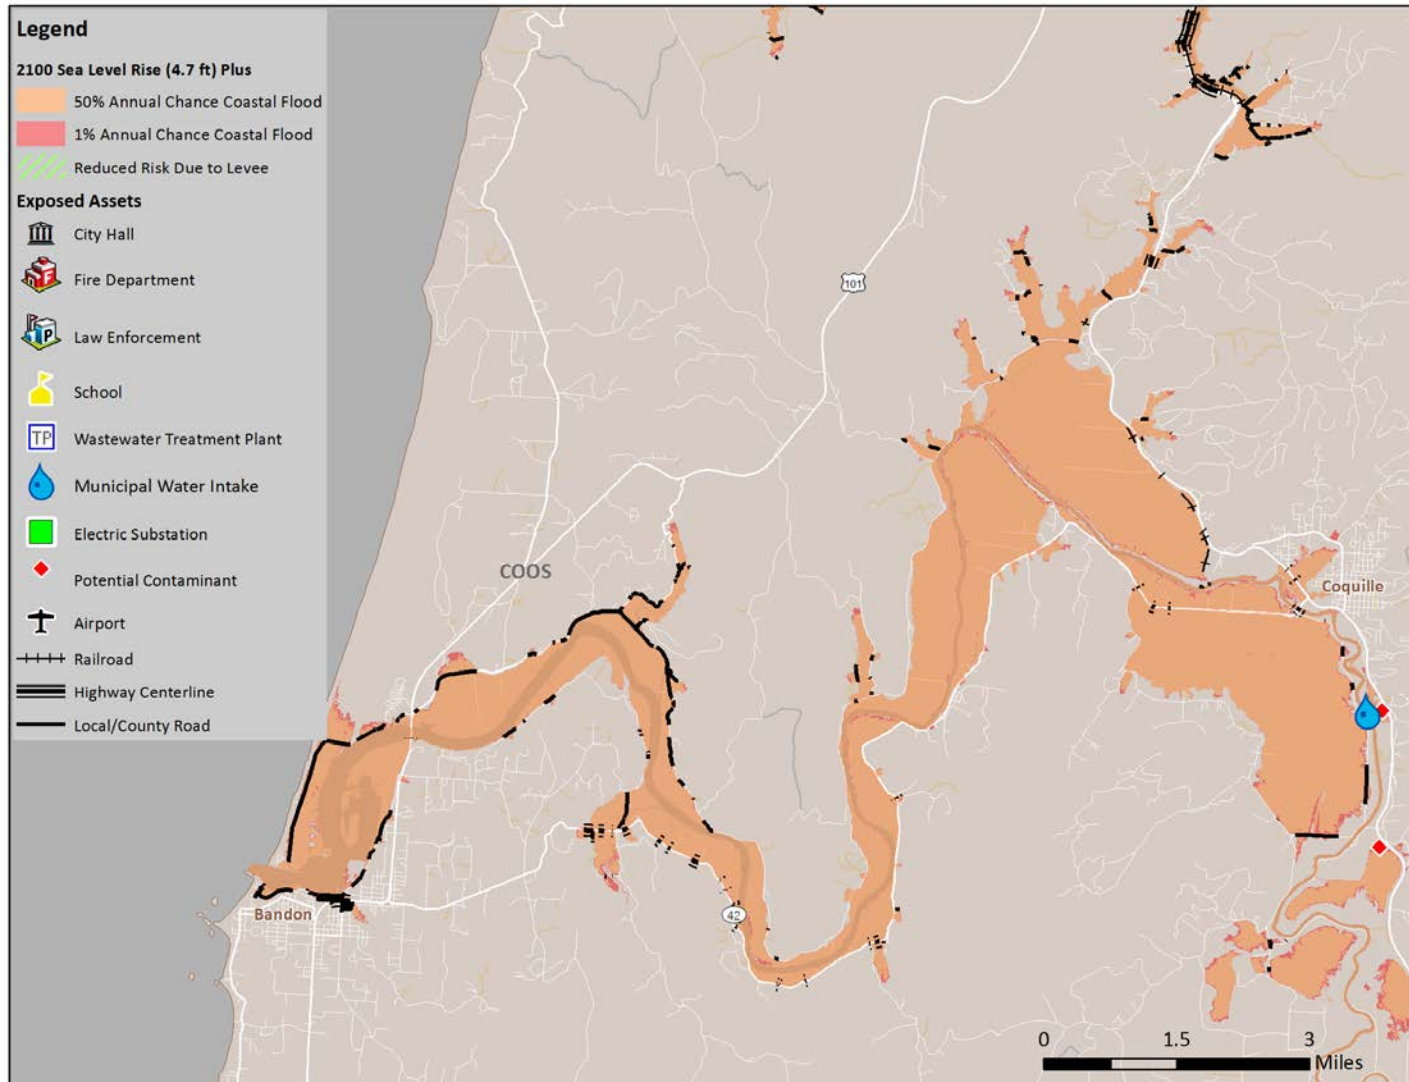 Legend
2100 Sea Level Rise (4.7 ft) Plus
50% Annual Chance Coastal Flood
1% Annual Chance Coastal Flood
Reduced Risk Due to Levee
Exposed Assets
City Hall
F
Fire Department
P
Law Enforcement
School
TP
Wastewater Treatment Plant
Municipal Water Intake
Electric Substation
Potential Contaminant
Airport
Railroad
Highway Centerline
Local/County Road
101
COOS
Coquille
Bandon
42
0 1.5 3
Miles